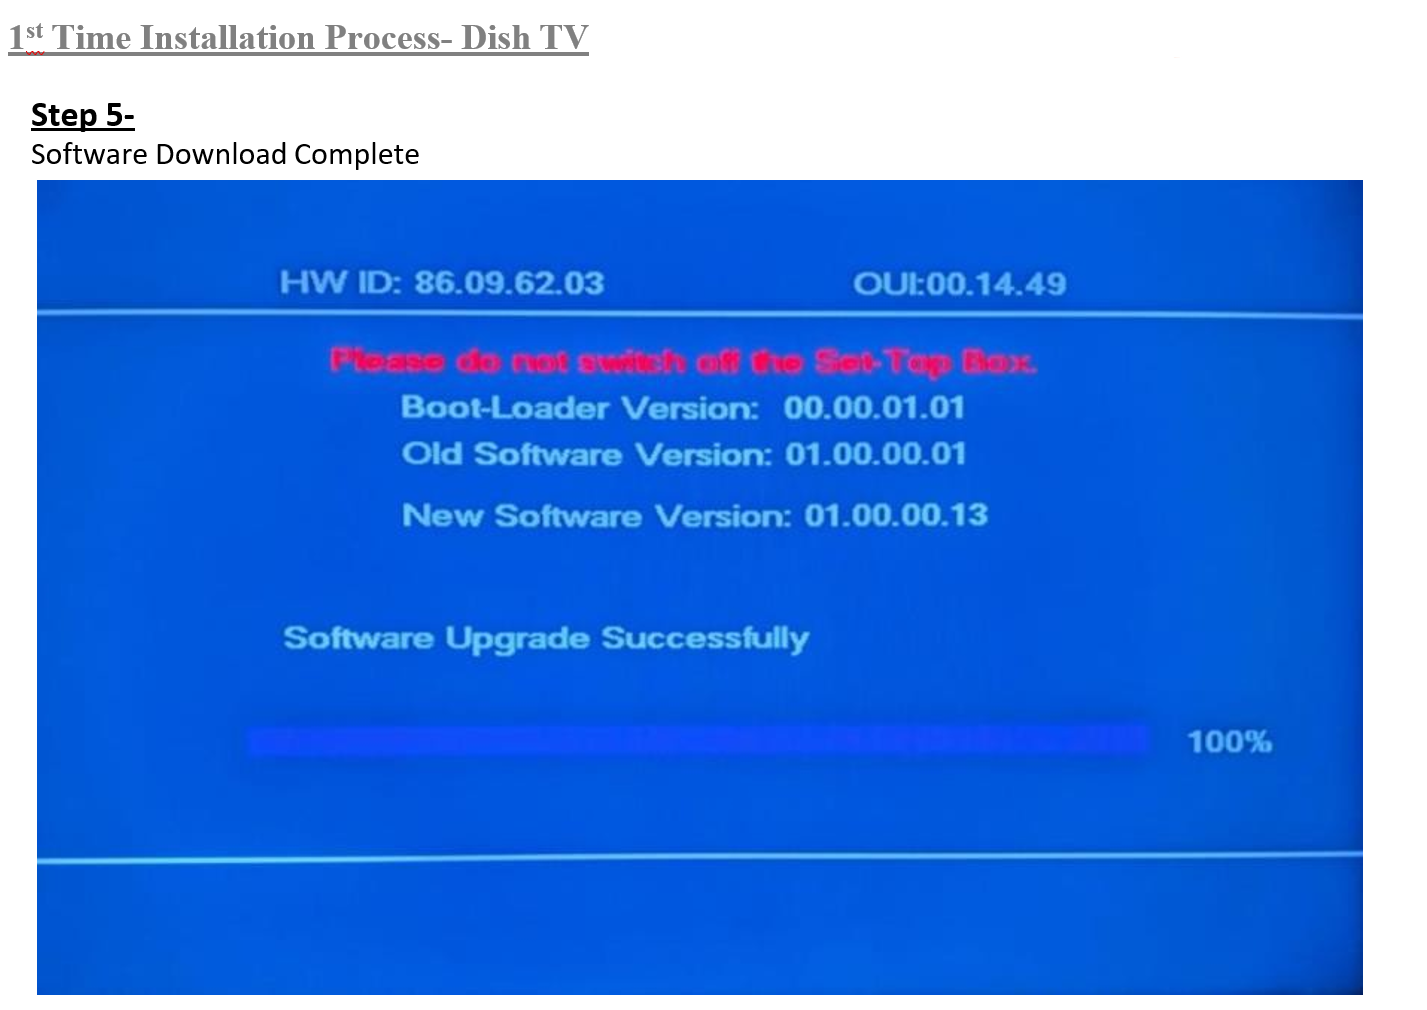 1st Time Installation Process- Dish TV
Step 5-
Software Download Complete
HW ID: 86.09.62.03 OUI:00.14.49
Please do not switch off the Set-Top Box.
Boot-Loader Version: 00.00.01.01
Old Software Version: 01.00.00.01
New Software Version: 01.00.00.13
Software Upgrade Successfully
100%